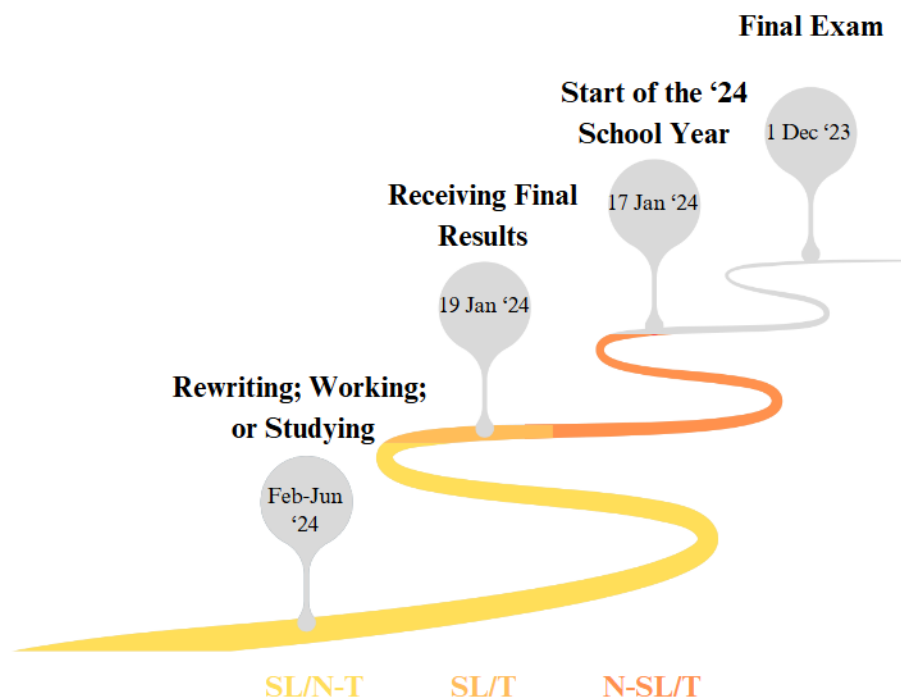 Final Exam
1 Dec ‘23
Start of the ‘24
School Year
17 Jan ‘24
Receiving Final
Results
19 Jan ‘24
Rewriting; Working;
or Studying
Feb-Jun
‘24
SL/N-T
SL/T
N-SL/T